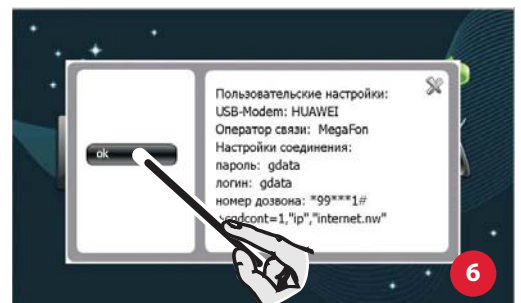 ok
Пользовательские настройки:
USB-Modem: HUAWEI
Оператор связи: MegaFon
Настройки соединения:
пароль: gdata
логин: gdata
номер дозвона: *99***1#
cgdcont=1,"ip","internet.nw"
6